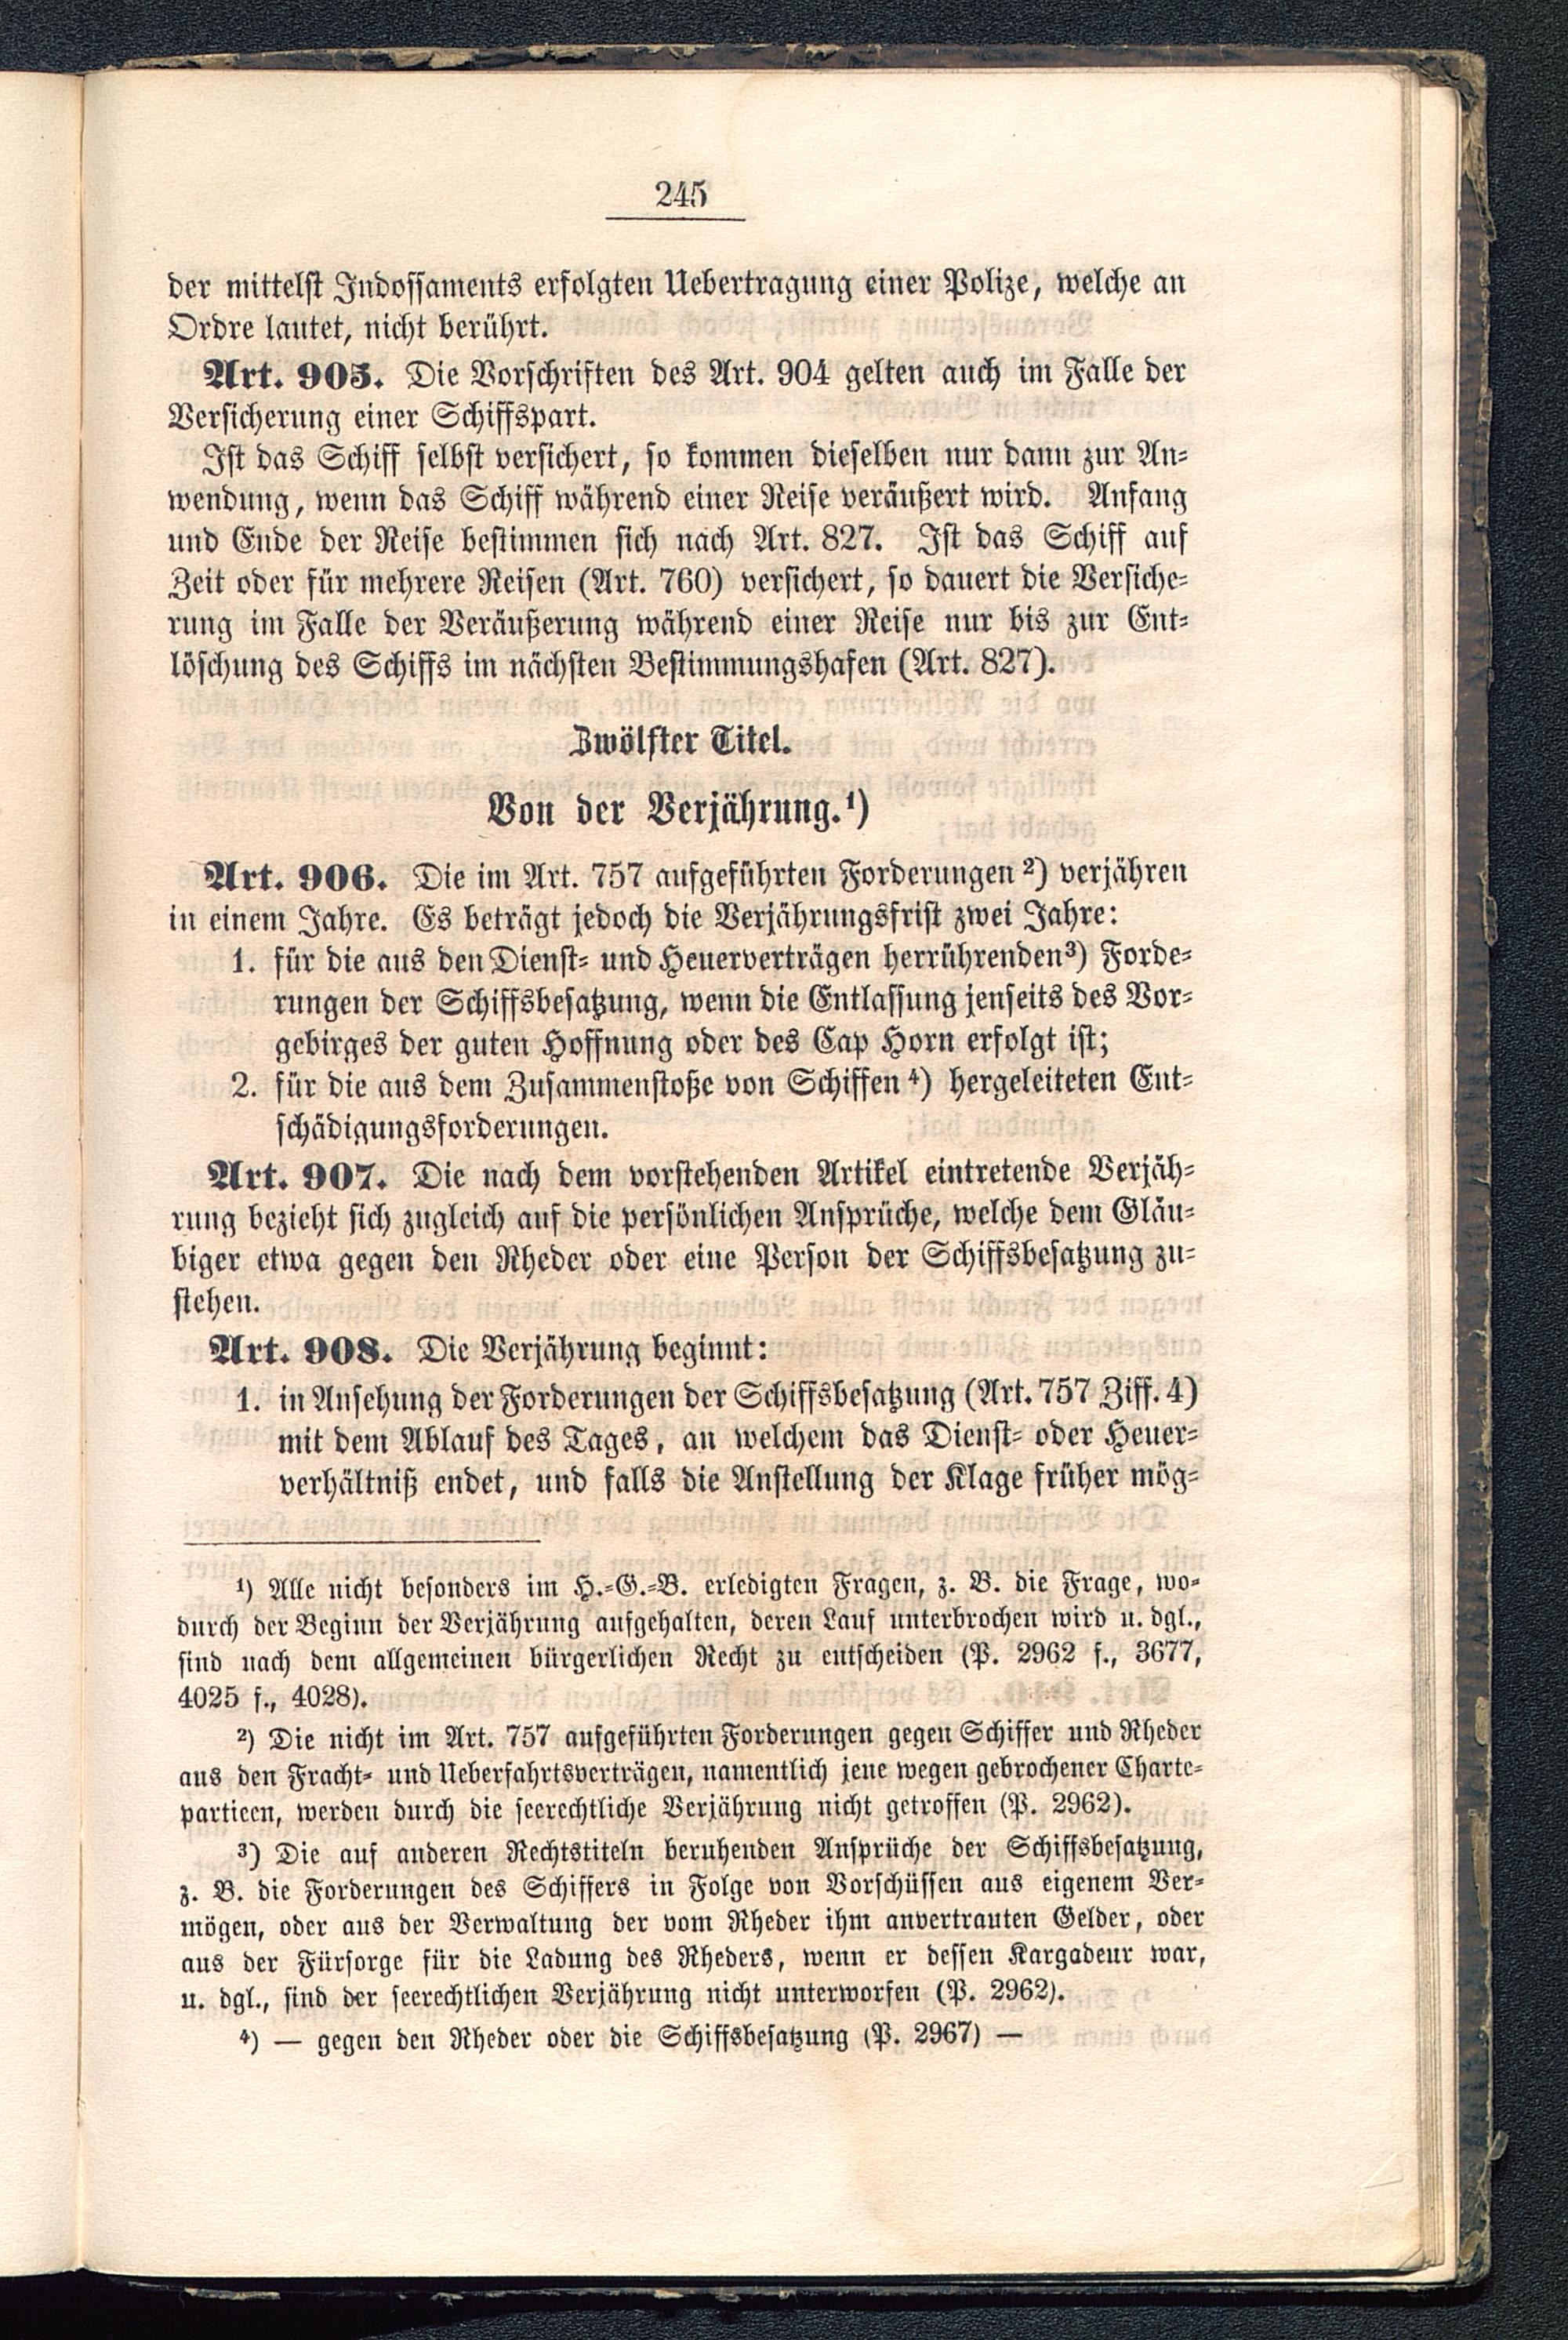 245
der mittelst Indossaments erfolgten Uebertragung einer Polize, welche an
Ordre lautet, nicht berührt.
Art. 905. Die Vorschriften des Art. 904 gelten auch im Falle der
Versicherung einer Schiffspart.
Ist das Schiff selbst versichert, so kommen dieselben nur dann zur An-
wendung, wenn das Schiff während einer Reise veräußert wird. Anfang
und Ende der Reise bestimmen sich nach Art. 827. Ist das Schiff auf
Zeit oder für mehrere Reisen (Art. 760) versichert, so dauert die Versiche-
rung im Falle der Veräußerung während einer Reise nur bis zur Ent-
löschung des Schiffs im nächsten Bestimmungshafen (Art. 827).
Zwölfter Titel.
Von der Verjährung.¹)
Art. 906. Die im Art. 757 aufgeführten Forderungen ²) verjähren
in einem Jahre. Es beträgt jedoch die Verjährungsfrist zwei Jahre:
1. für die aus den Dienst- und Heuerverträgen herrührenden³) Forde-
rungen der Schiffsbesatzung, wenn die Entlassung jenseits des Vor-
gebirges der guten Hoffnung oder des Cap Horn erfolgt ist;
2. für die aus dem Zusammenstoße von Schiffen ⁴) hergeleiteten Ent-
schädigungsforderungen.
Art. 907. Die nach dem vorstehenden Artikel eintretende Verjäh-
rung bezieht sich zugleich auf die persönlichen Ansprüche, welche dem Gläu-
biger etwa gegen den Rheder oder eine Person der Schiffsbesatzung zu-
stehen.
Art. 908. Die Verjährung beginnt:
1. in Ansehung der Forderungen der Schiffsbesatzung (Art. 757 Ziff. 4)
mit dem Ablauf des Tages, an welchem das Dienst- oder Heuer-
verhältniß endet, und falls die Anstellung der Klage früher mög-
¹) Alle nicht besonders im H.-G.-B. erledigten Fragen, z. B. die Frage, wo-
durch der Beginn der Verjährung aufgehalten, deren Lauf unterbrochen wird u. dgl.,
sind nach dem allgemeinen bürgerlichen Recht zu entscheiden (P. 2962 f., 3677,
4025 f., 4028).
²) Die nicht im Art. 757 aufgeführten Forderungen gegen Schiffer und Rheder
aus den Fracht- und Ueberfahrtsverträgen, namentlich jene wegen gebrochener Charte-
partieen, werden durch die seerechtliche Verjährung nicht getroffen (P. 2962).
³) Die auf anderen Rechtstiteln beruhenden Ansprüche der Schiffsbesatzung,
z. B. die Forderungen des Schiffers in Folge von Vorschüssen aus eigenem Ver-
mögen, oder aus der Verwaltung der vom Rheder ihm anvertrauten Gelder, oder
aus der Fürsorge für die Ladung des Rheders, wenn er dessen Kargadeur war,
u. dgl., sind der seerechtlichen Verjährung nicht unterworfen (P. 2962).
⁴) — gegen den Rheder oder die Schiffsbesatzung (P. 2967) —